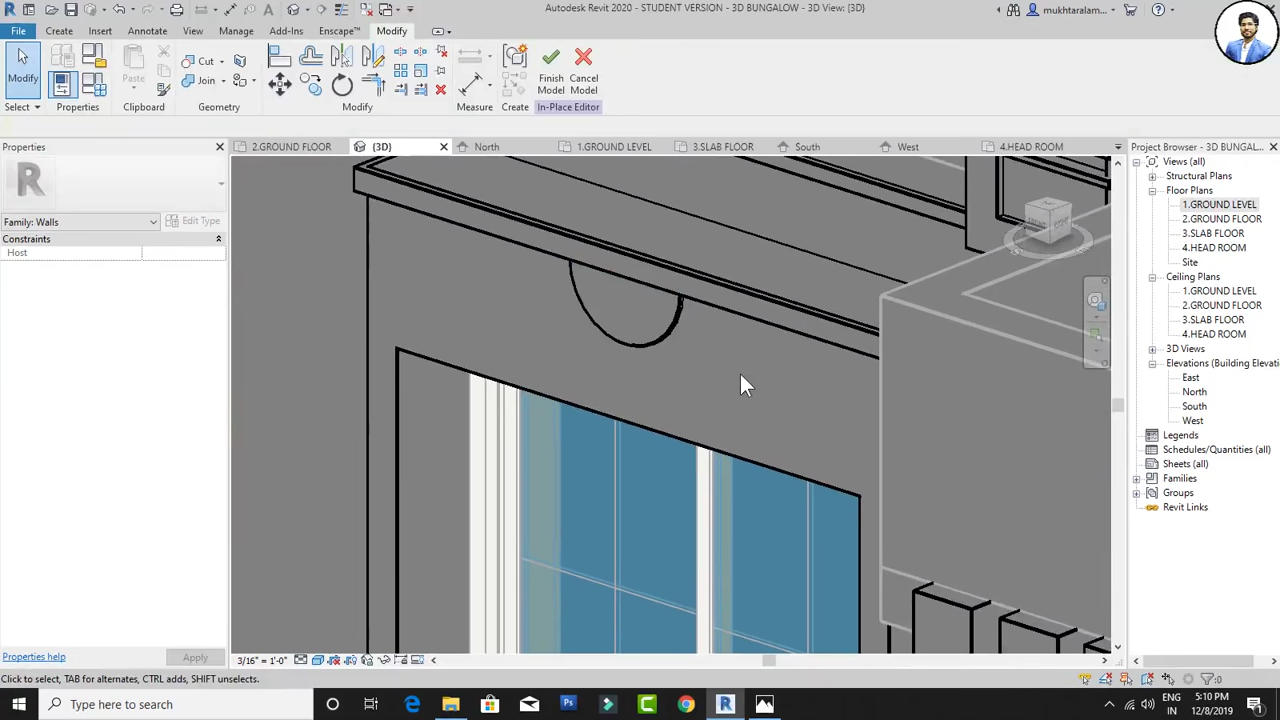 Autodesk Revit 2020 - STUDENT VERSION - 3D BUNGALOW - 3D View: {3D}
mukhtaralam...
File Create Insert Annotate View Manage Add-Ins Enscape™ Modify
Modify
Paste
Cut
Join
Finish Model
Cancel Model
Select Properties Clipboard Geometry Modify Measure Create In-Place Editor
Properties
2.GROUND FLOOR {3D} North 1.GROUND LEVEL 3.SLAB FLOOR South West 4.HEAD ROOM
Project Browser - 3D BUNGAL...
Family: Walls
Edit Type
Constraints
Host
Views (all)
Structural Plans
Floor Plans
1.GROUND LEVEL
2.GROUND FLOOR
3.SLAB FLOOR
4.HEAD ROOM
Site
Ceiling Plans
1.GROUND LEVEL
2.GROUND FLOOR
3.SLAB FLOOR
4.HEAD ROOM
3D Views
Elevations (Building Elevati
East
North
South
West
Legends
Schedules/Quantities (all)
Sheets (all)
Families
Groups
Revit Links
Properties help
Apply
3/16" = 1'-0"
Click to select, TAB for alternates, CTRL adds, SHIFT unselects.
:0
Type here to search
ENG
IN
5:10 PM
12/8/2019